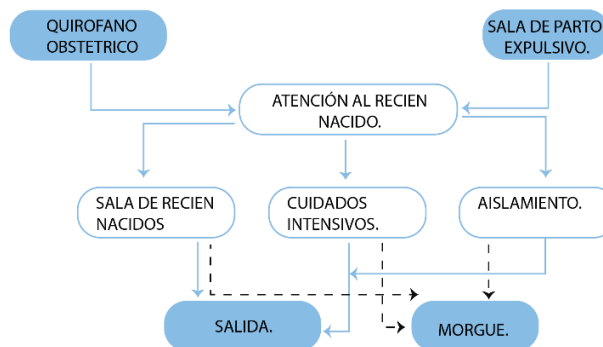 QUIROFANO
OBSTETRICO
SALA DE PARTO
EXPULSIVO.
ATENCIÓN AL RECIEN
NACIDO.
SALA DE RECIEN
NACIDOS
CUIDADOS
INTENSIVOS.
AISLAMIENTO.
SALIDA.
MORGUE.